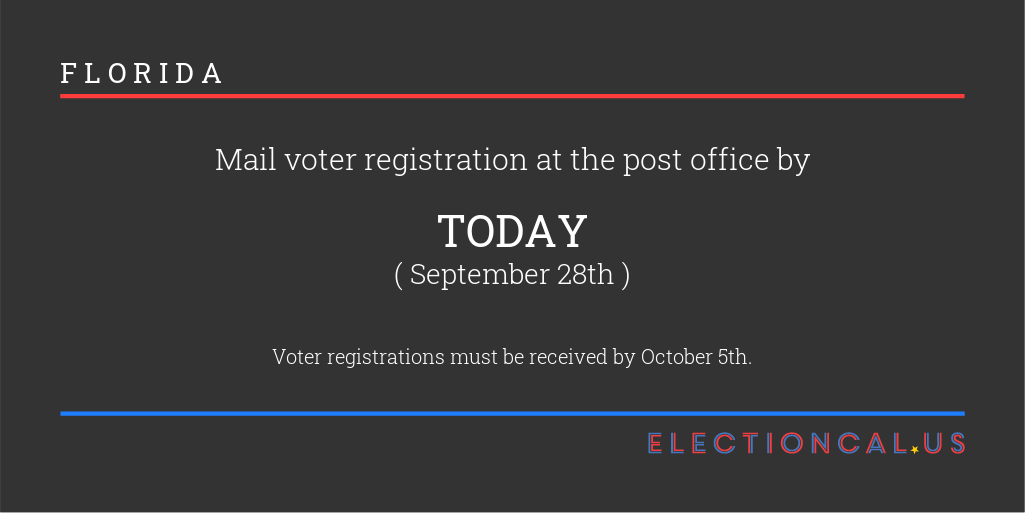 FLORIDA
Mail voter registration at the post office by
TODAY
( September 28th )
Voter registrations must be received by October 5th.
ELECTIONCAL.US